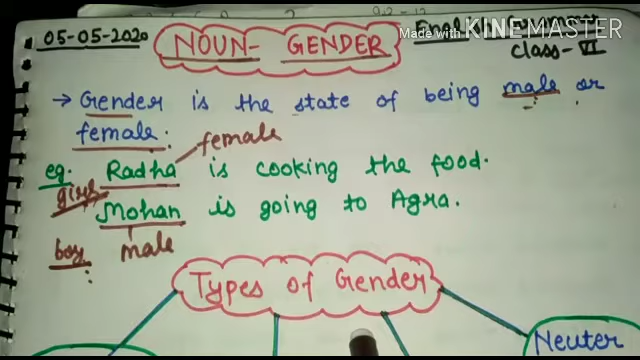 05-05-2020
NOUN- GENDER
English Grammar
Made with KINEMASTER
class- VI
→ Gender is the state of being male or
female.
female
eg. Radha is cooking the food.
girl
Mohan is going to Agra.
boy male
Types of Gender
Neuter